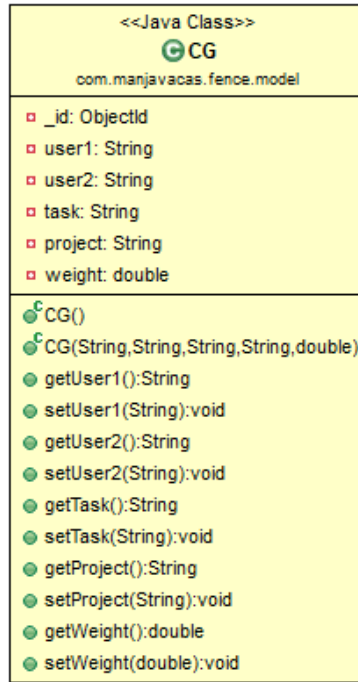 <<Java Class>>
CG
com.manjavacas.fence.model
_id: ObjectId
user1: String
user2: String
task: String
project: String
weight: double
CG()
CG(String,String,String,String,double)
getUser1():String
setUser1(String):void
getUser2():String
setUser2(String):void
getTask():String
setTask(String):void
getProject():String
setProject(String):void
getWeight():double
setWeight(double):void